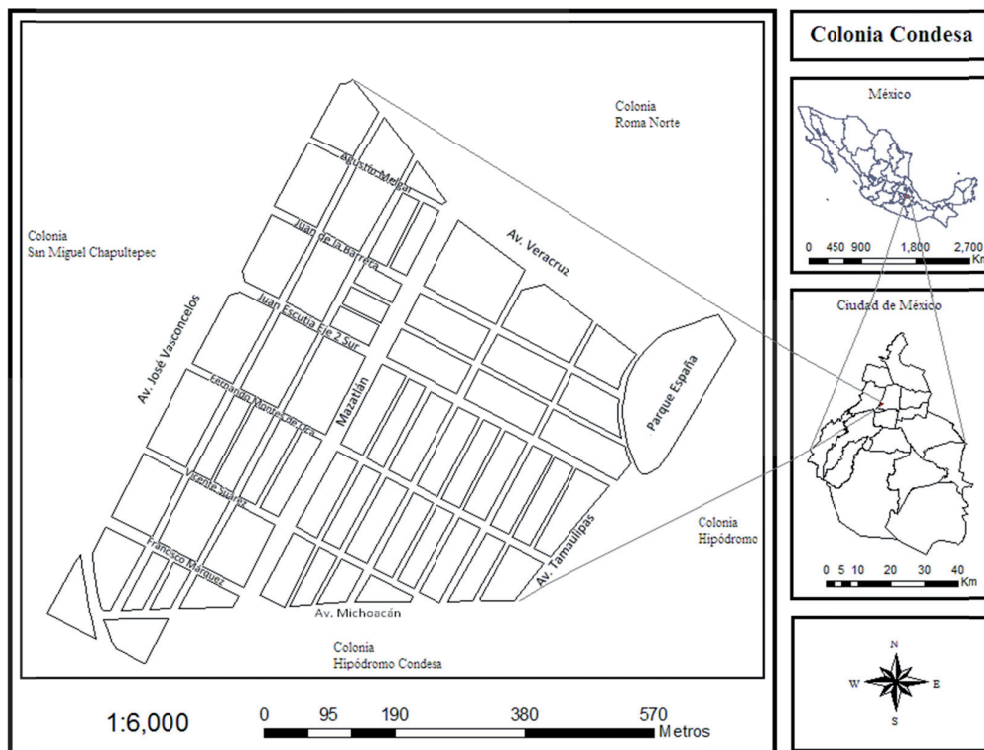 Colonia Condesa
Colonia
Roma Norte
Colonia
San Miguel Chapultepec
Agustín Melgar
Juan de la Barrera
Juan Escutia Eje 2 Sur
Fernando Montes de Oca
Vicente Suárez
Francisco Márquez
Av. José Vasconcelos
Mazatlán
Av. Veracruz
Parque España
Av. Tamaulipas
Av. Michoacán
Colonia
Hipódromo
Colonia
Hipódromo Condesa
1:6,000
0 95 190 380 570
Metros
México
0 450 900 1,800 2,700
Km
Ciudad de México
0 5 10 20 30 40
Km
N
W E
S